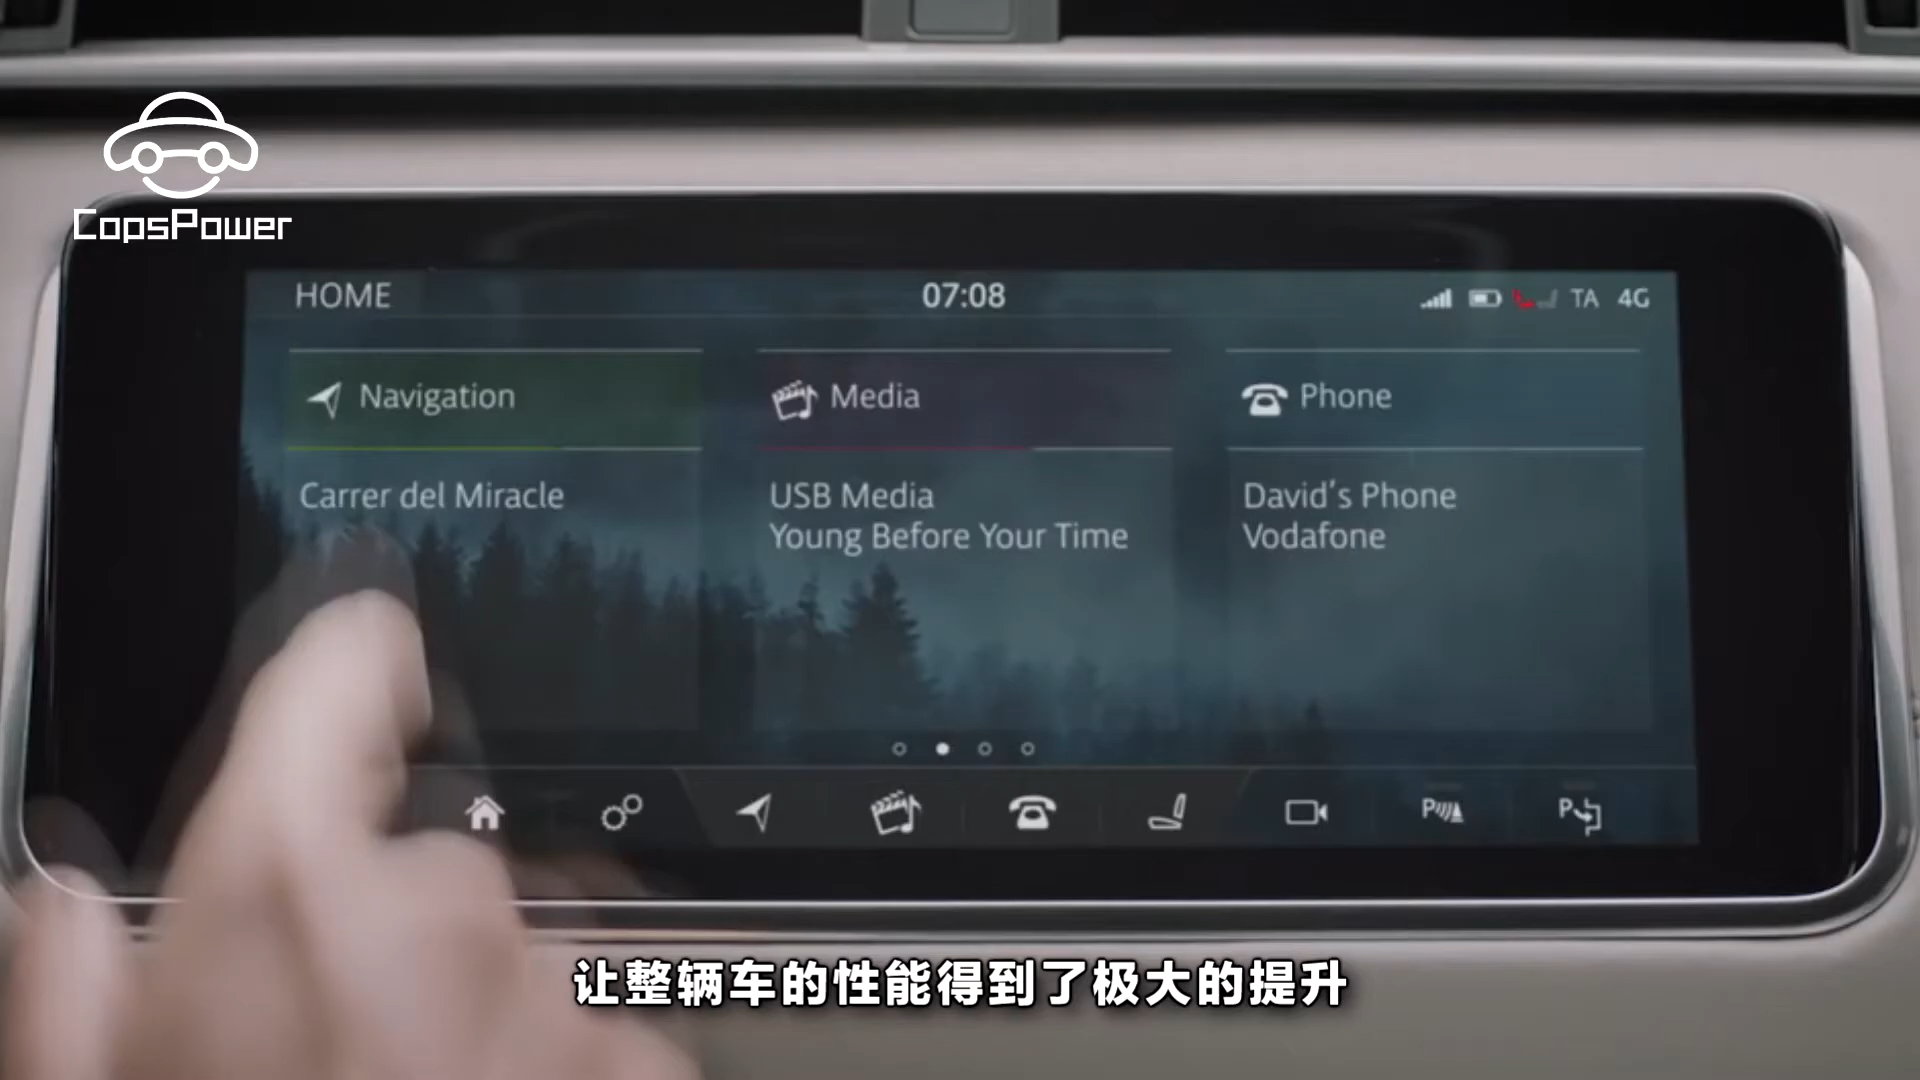 CopsPower
HOME
07:08
TA 4G
Navigation
Media
Phone
Carrer del Miracle
USB Media
Young Before Your Time
David's Phone
Vodafone
P
P
让整辆车的性能得到了极大的提升